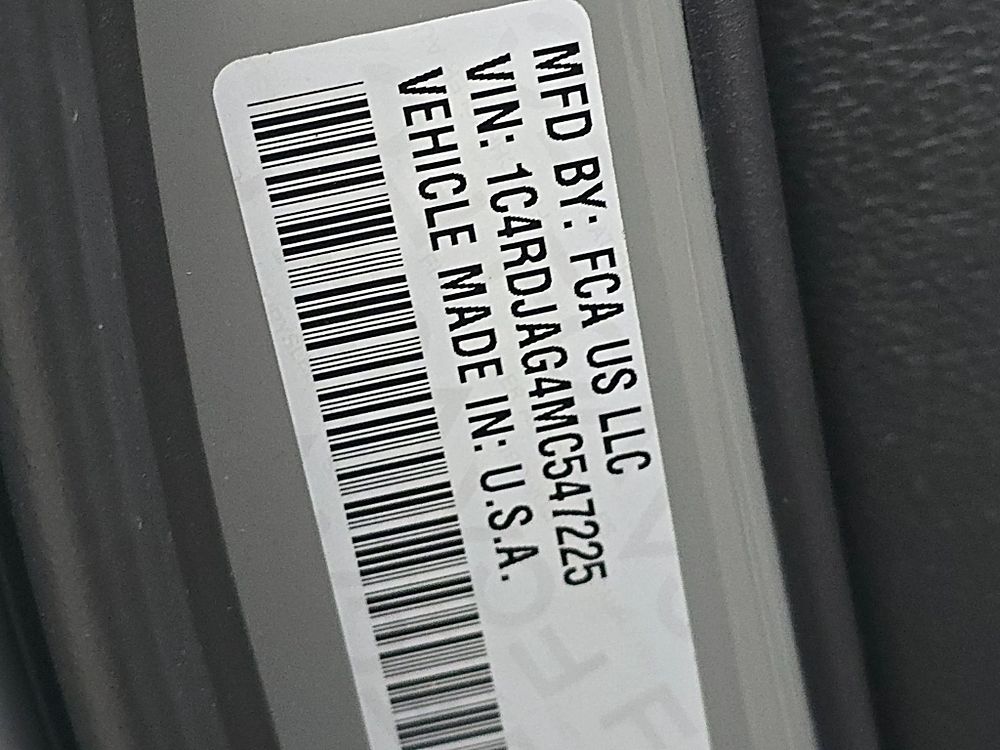 MFD BY: FCA US LLC
VIN: 1C4RDJAG4MC547225
VEHICLE MADE IN: U.S.A.